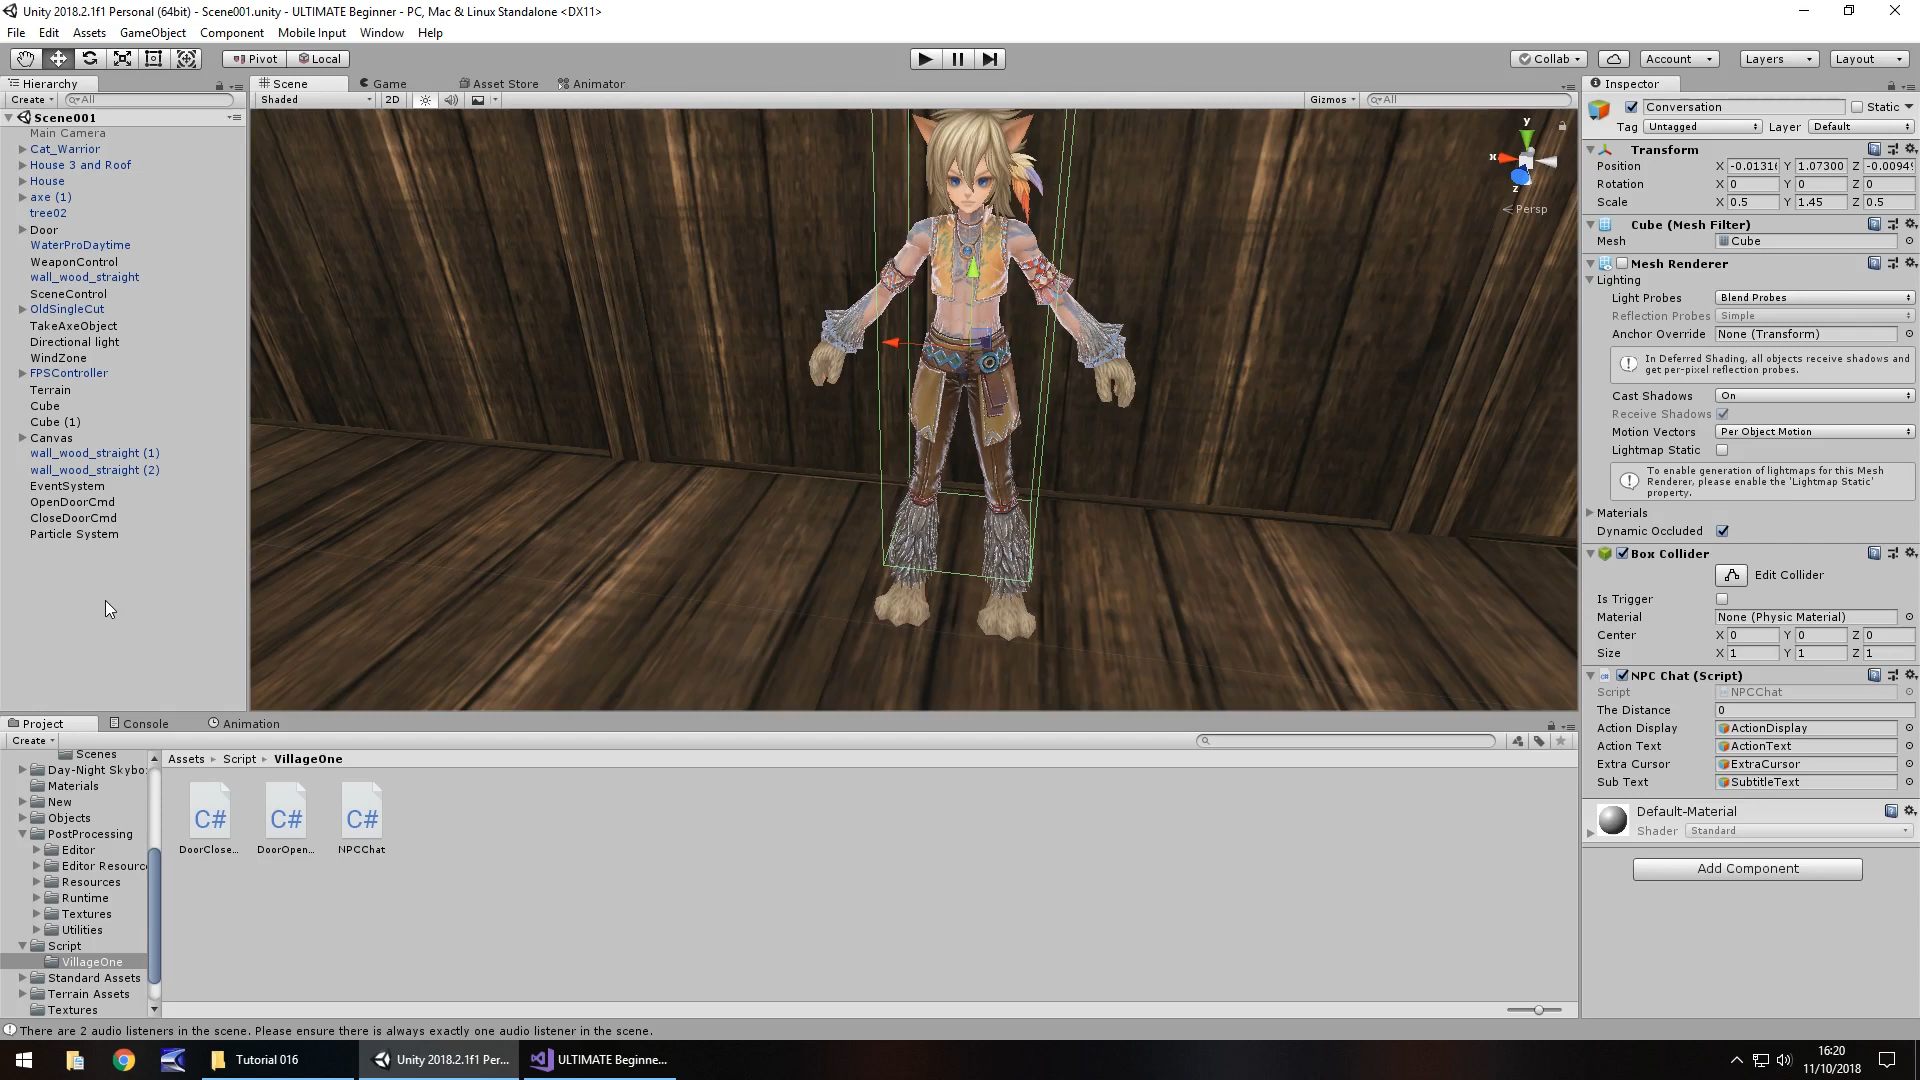 Unity 2018.2.1f1 Personal (64bit) - Scene001.unity - ULTIMATE Beginner - PC, Mac & Linux Standalone <DX11>
File Edit Assets GameObject Component Mobile Input Window Help
Pivot Local Collab Account Layers Layout
Hierarchy
Create All
Scene001
Main Camera
Cat_Warrior
House 3 and Roof
House
axe (1)
tree02
Door
WaterProDaytime
WeaponControl
wall_wood_straight
SceneControl
OldSingleCut
TakeAxeObject
Directional light
WindZone
FPSController
Terrain
Cube
Cube (1)
Canvas
wall_wood_straight (1)
wall_wood_straight (2)
EventSystem
OpenDoorCmd
CloseDoorCmd
Particle System
Scene Game Asset Store Animator
Shaded 2D Gizmos All
y
x
z
Persp
Inspector
Conversation Static
Tag Untagged Layer Default
Transform
Position X -0.0131 Y 1.07300 Z -0.0094
Rotation X 0 Y 0 Z 0
Scale X 0.5 Y 1.45 Z 0.5
Cube (Mesh Filter)
Mesh Cube
Mesh Renderer
Lighting
Light Probes Blend Probes
Reflection Probes Simple
Anchor Override None (Transform)
In Deferred Shading, all objects receive shadows and
get per-pixel reflection probes.
Cast Shadows On
Receive Shadows
Motion Vectors Per Object Motion
Lightmap Static
To enable generation of lightmaps for this Mesh
Renderer, please enable the 'Lightmap Static'
property.
Materials
Dynamic Occluded
Box Collider
Edit Collider
Is Trigger
Material None (Physic Material)
Center X 0 Y 0 Z 0
Size X 1 Y 1 Z 1
NPC Chat (Script)
Script NPCChat
The Distance 0
Action Display ActionDisplay
Action Text ActionText
Extra Cursor ExtraCursor
Sub Text SubtitleText
Default-Material
Shader Standard
Add Component
Project Console Animation
Create
Scenes
Day-Night Skybo
Materials
New
Objects
PostProcessing
Editor
Editor Resourc
Resources
Runtime
Textures
Utilities
Script
VillageOne
Standard Assets
Terrain Assets
Textures
Assets Script VillageOne
C# C# C#
DoorClose... DoorOpen... NPCChat
There are 2 audio listeners in the scene. Please ensure there is always exactly one audio listener in the scene.
Tutorial 016 Unity 2018.2.1f1 Per... ULTIMATE Beginne...
16:20
11/10/2018